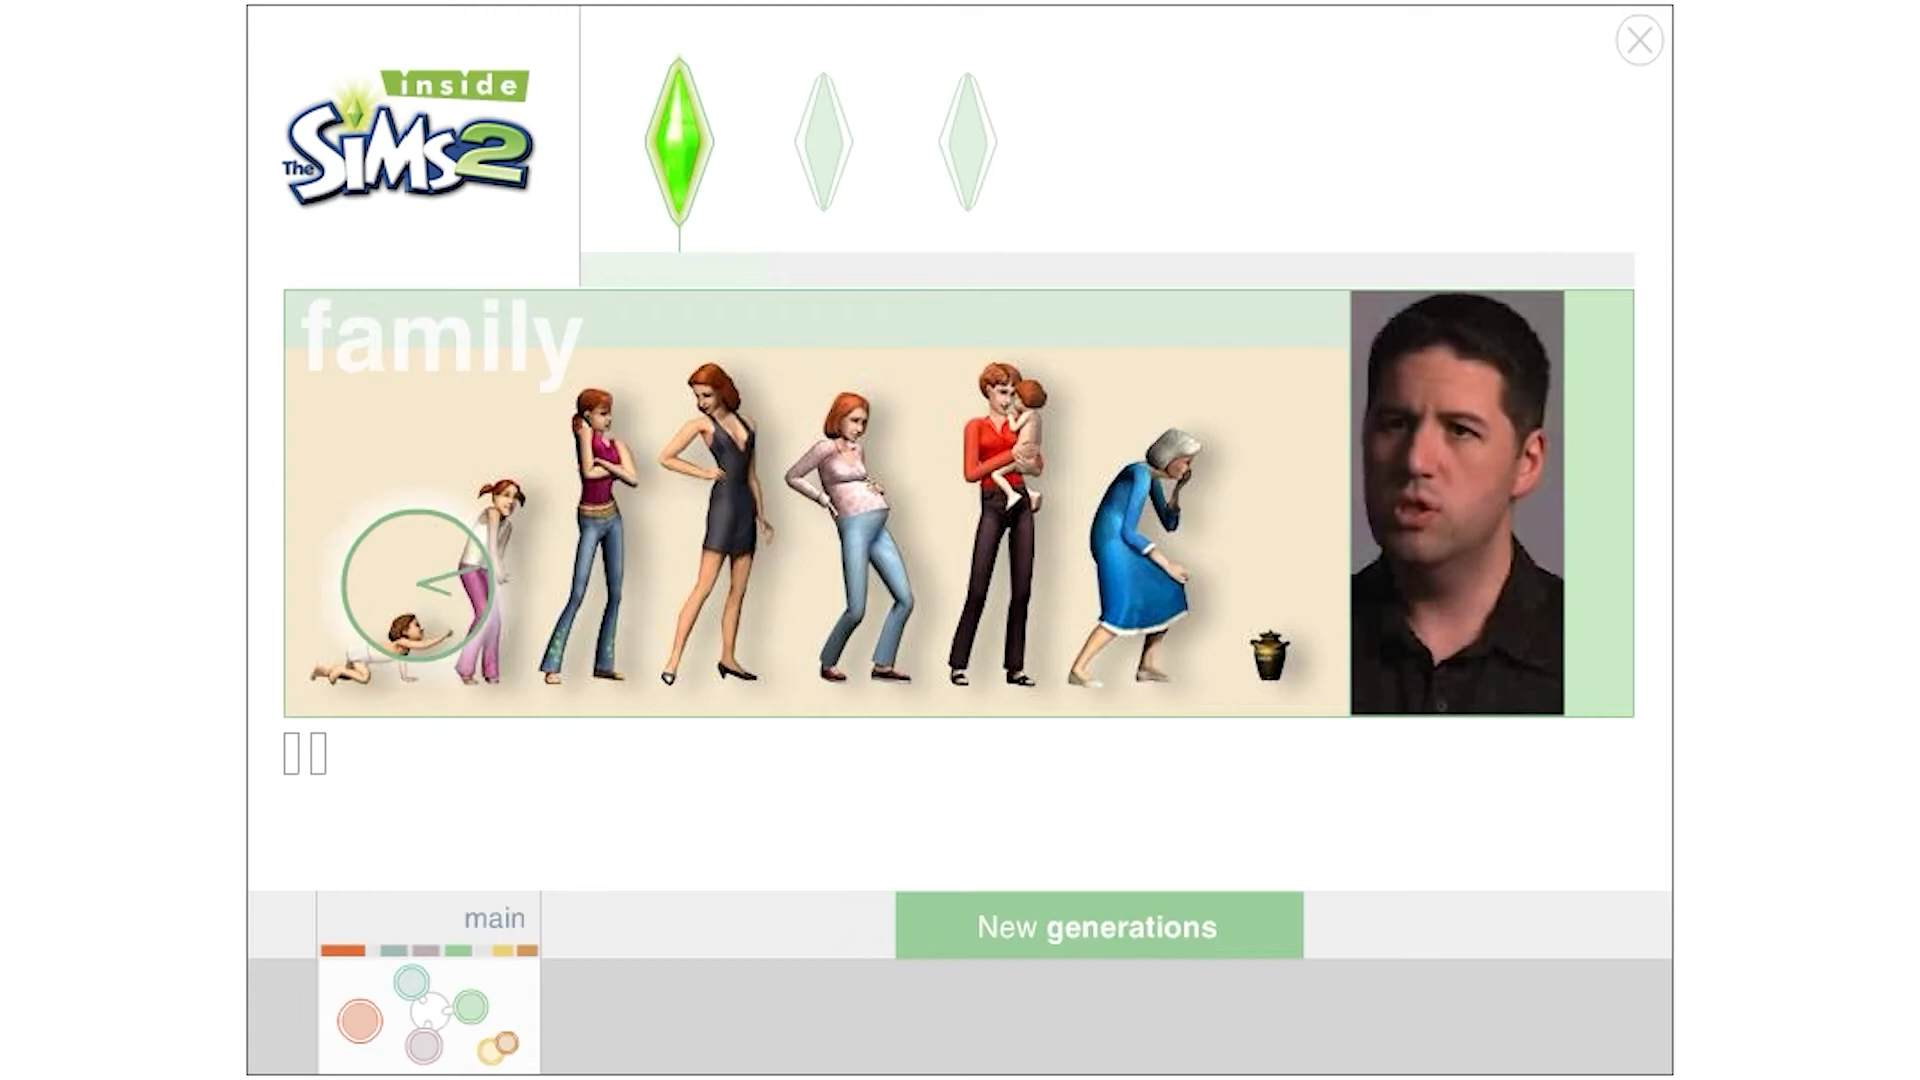 inside
The SiMS 2
family
main
New generations